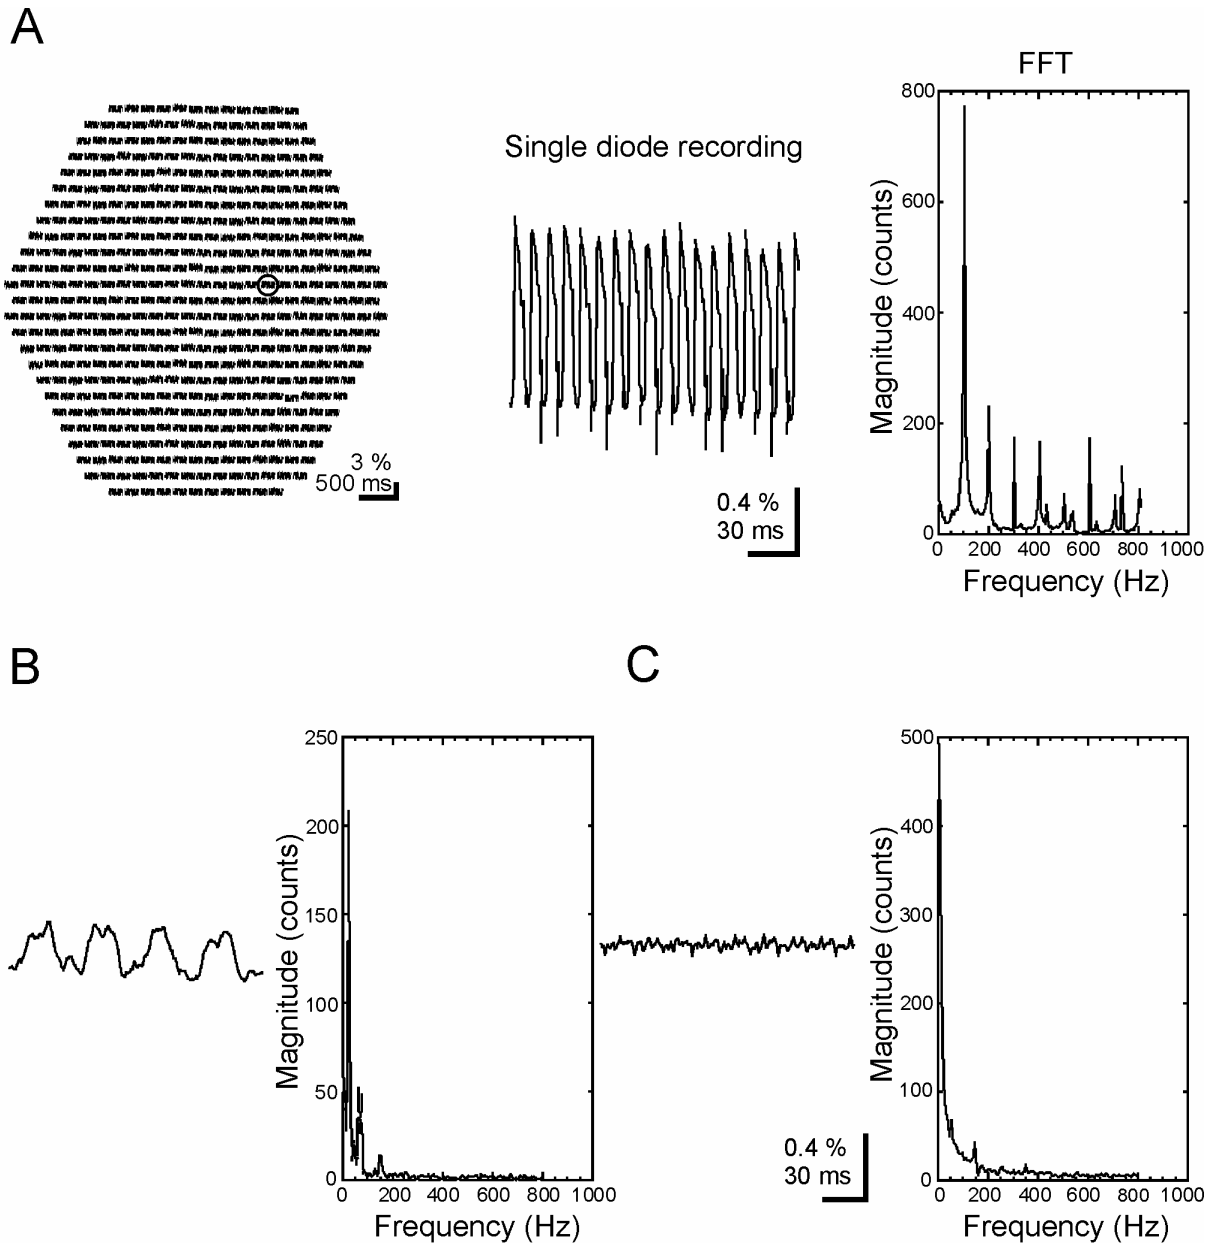 A
FFT
Single diode recording
800
600
400
200
0
Magnitude (counts)
0 200 400 600 800 1000
Frequency (Hz)
3 %
500 ms
0.4 %
30 ms
B
250
200
150
100
50
0
Magnitude (counts)
0 200 400 600 800 1000
Frequency (Hz)
C
500
400
300
200
100
0
Magnitude (counts)
0 200 400 600 800 1000
Frequency (Hz)
0.4 %
30 ms